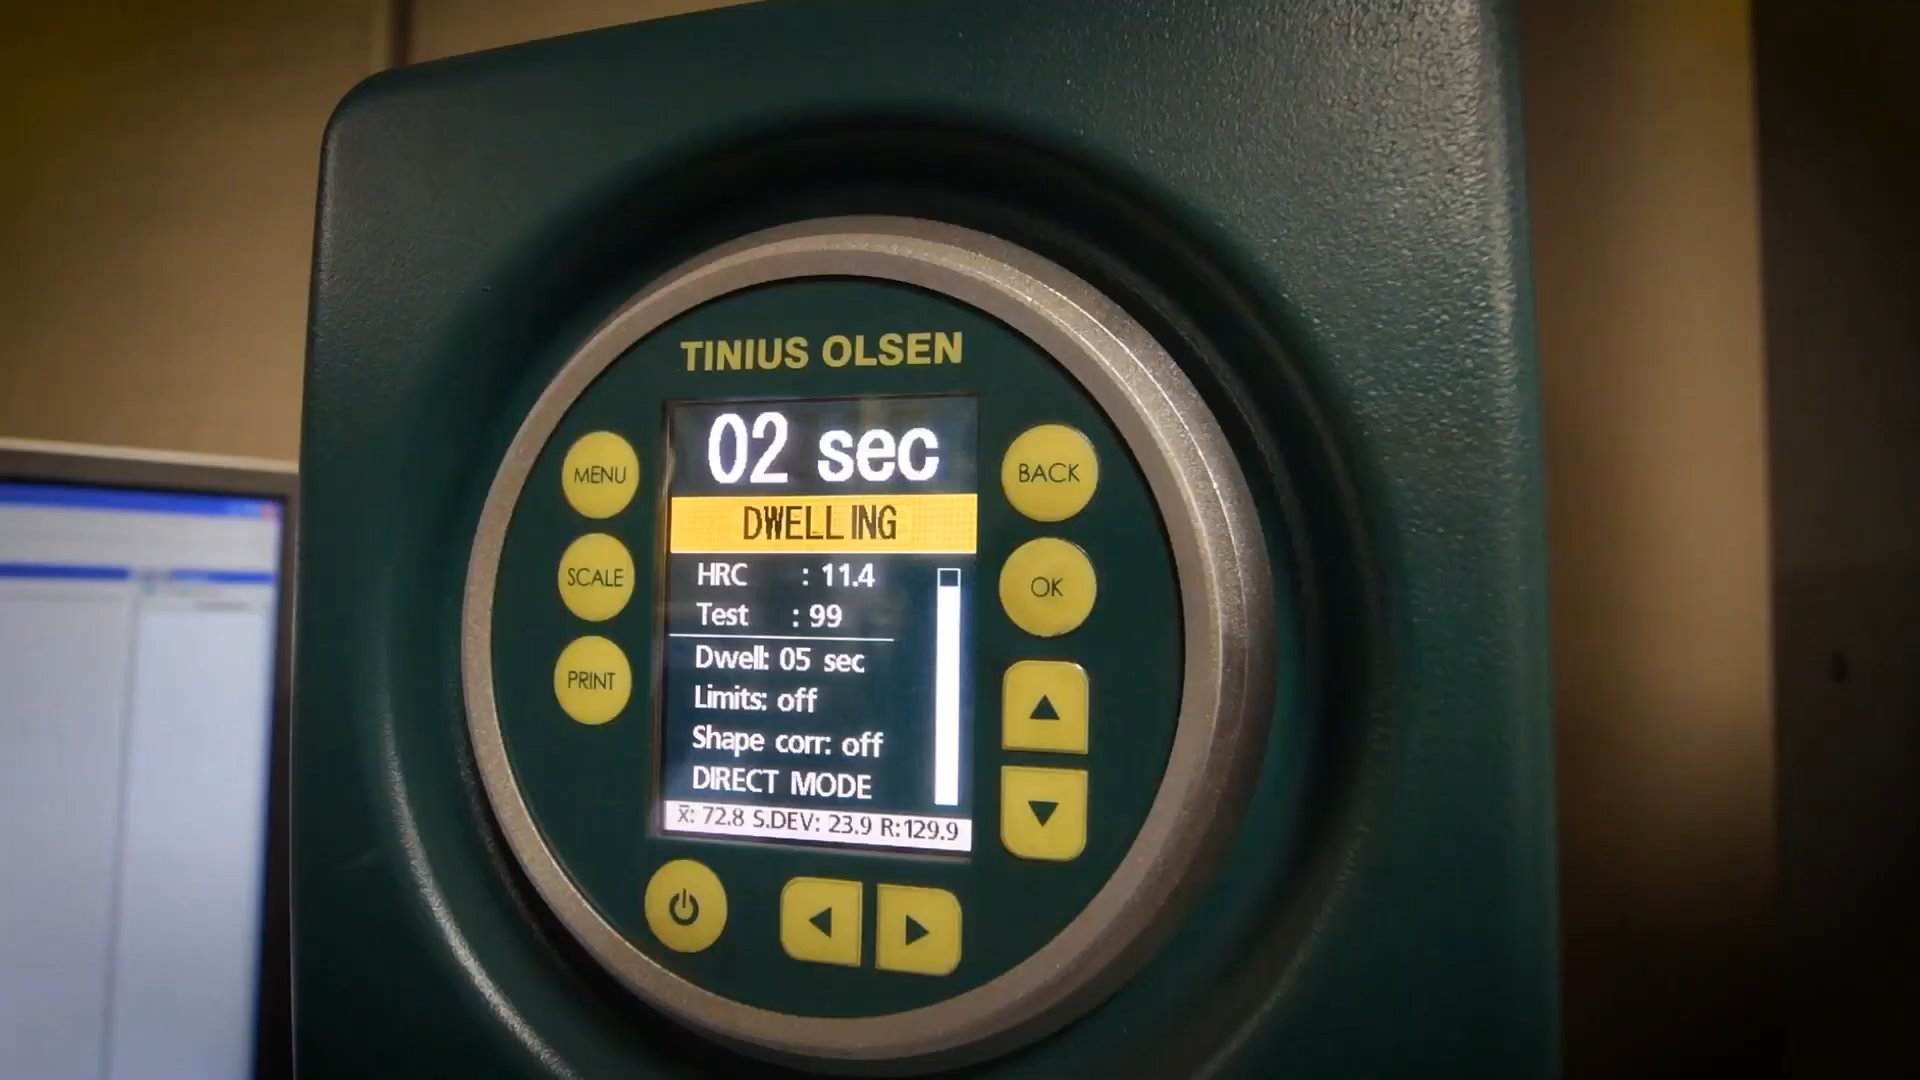 TINIUS OLSEN
02 sec
DWELLING
HRC : 11.4
Test : 99
Dwell: 05 sec
Limits: off
Shape corr: off
DIRECT MODE
x̄: 72.8 S.DEV: 23.9 R:129.9
MENU
SCALE
PRINT
BACK
OK